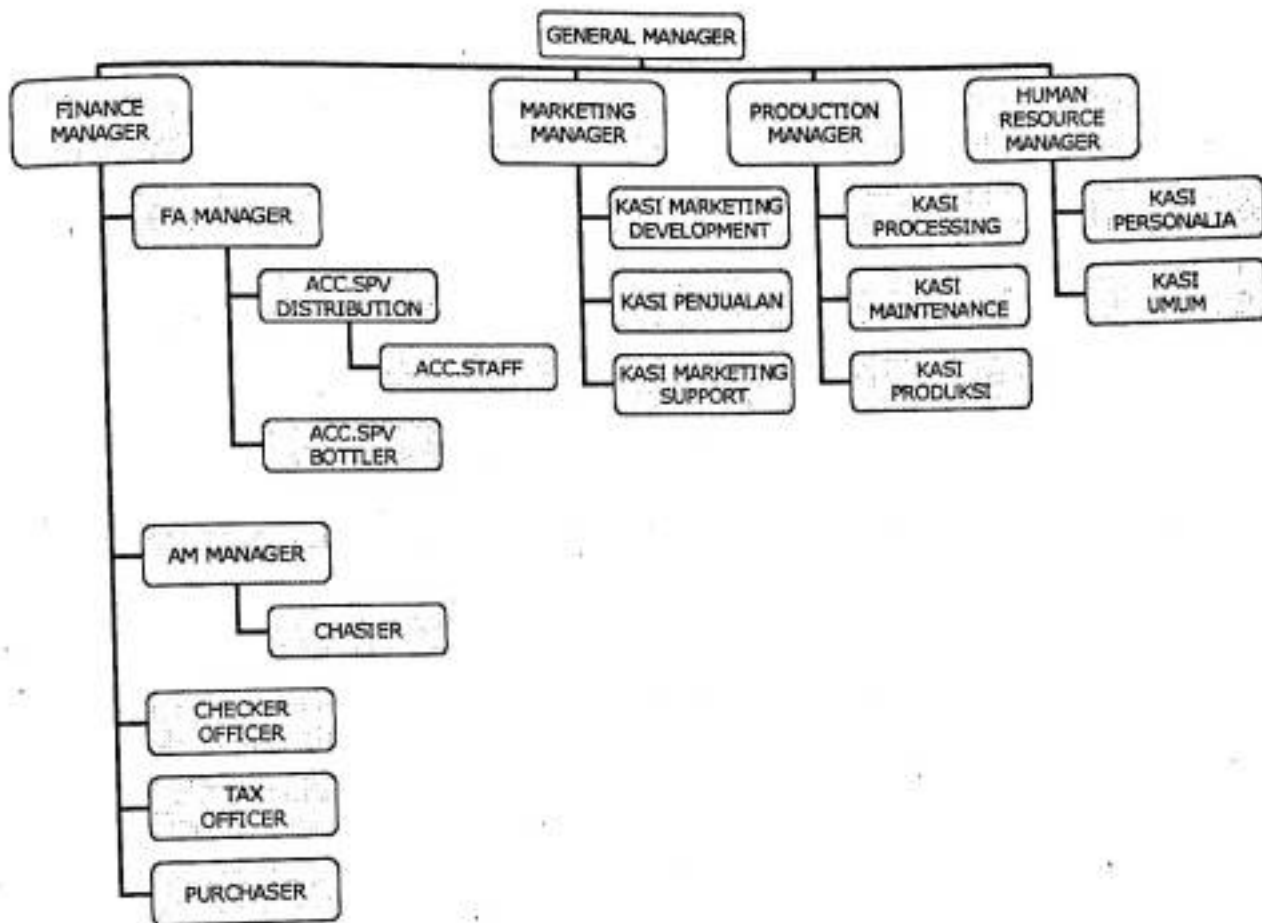 GENERAL MANAGER
FINANCE
MANAGER
MARKETING
MANAGER
PRODUCTION
MANAGER
HUMAN
RESOURCE
MANAGER
FA MANAGER
ACC.SPV
DISTRIBUTION
ACC.STAFF
ACC.SPV
BOTTLER
AM MANAGER
CHASIER
CHECKER
OFFICER
TAX
OFFICER
PURCHASER
KASI MARKETING
DEVELOPMENT
KASI PENJUALAN
KASI MARKETING
SUPPORT
KASI
PROCESSING
KASI
MAINTENANCE
KASI
PRODUKSI
KASI
PERSONALIA
KASI
UMUM